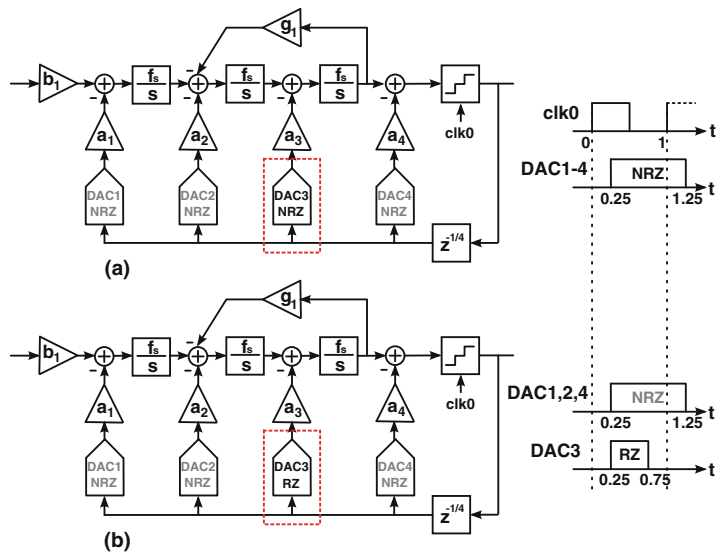 g1
b1
fs
s
fs
s
fs
s
a1
a2
a3
a4
clk0
DAC1
NRZ
DAC2
NRZ
DAC3
NRZ
DAC4
NRZ
z-1/4
(a)
clk0
t
0
1
DAC1-4
NRZ
t
0.25
1.25
g1
b1
fs
s
fs
s
fs
s
a1
a2
a3
a4
clk0
DAC1
NRZ
DAC2
NRZ
DAC3
RZ
DAC4
NRZ
z-1/4
(b)
DAC1,2,4
NRZ
t
0.25
1.25
DAC3
RZ
t
0.25
0.75